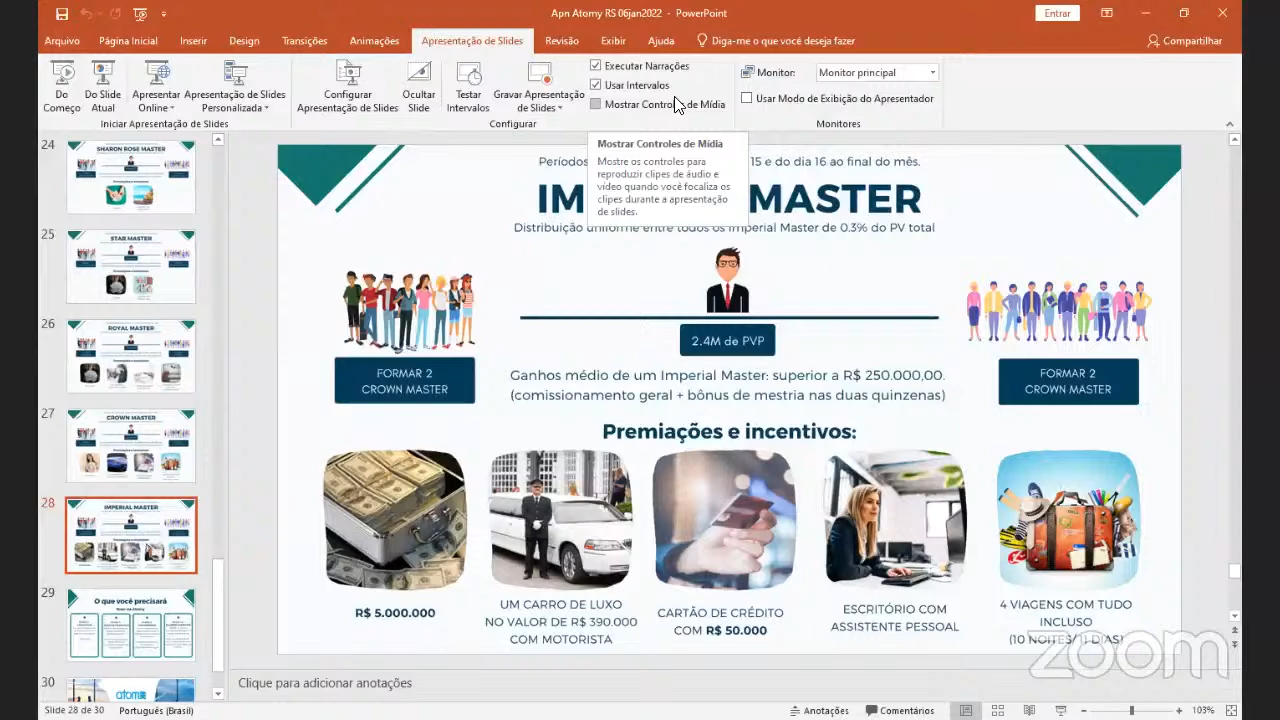 Apn Atomy RS 06jan2022 - PowerPoint
Entrar
Arquivo
Página Inicial
Inserir
Design
Transições
Animações
Apresentação de Slides
Revisão
Exibir
Ajuda
Diga-me o que você deseja fazer
Compartilhar
Do Começo
Do Slide Atual
Apresentar Online
Apresentação de Slides Personalizada
Iniciar Apresentação de Slides
Configurar Apresentação de Slides
Ocultar Slide
Testar Intervalos
Gravar Apresentação de Slides
Executar Narrações
Usar Intervalos
Mostrar Controles de Mídia
Configurar
Monitor:
Monitor principal
Usar Modo de Exibição do Apresentador
Monitores
Mostrar Controles de Mídia
Mostre os controles para
reproduzir clipes de áudio e
vídeo quando você focaliza os
clipes durante a apresentação
de slides.
24
SHARON ROSE MASTER
25
STAR MASTER
26
ROYAL MASTER
27
CROWN MASTER
28
IMPERIAL MASTER
29
O que você precisará
30
atom
Períodos 15 e do dia 16 ao final do mês.
IM MASTER
Distribuição uniforme entre todos os Imperial Master de 1,3% do PV total
2.4M de PVP
FORMAR 2
CROWN MASTER
FORMAR 2
CROWN MASTER
Ganhos médio de um Imperial Master: superior a R$ 250.000,00.
(comissionamento geral + bônus de mestria nas duas quinzenas)
Premiações e incentivos:
R$ 5.000.000
UM CARRO DE LUXO
NO VALOR DE R$ 390.000
COM MOTORISTA
CARTÃO DE CRÉDITO
COM R$ 50.000
ESCRITÓRIO COM
ASSISTENTE PESSOAL
4 VIAGENS COM TUDO
INCLUSO
(10 NOITES/ 11 DIAS)
zoom
Clique para adicionar anotações
Slide 28 de 30
Português (Brasil)
Anotações
Comentários
103%